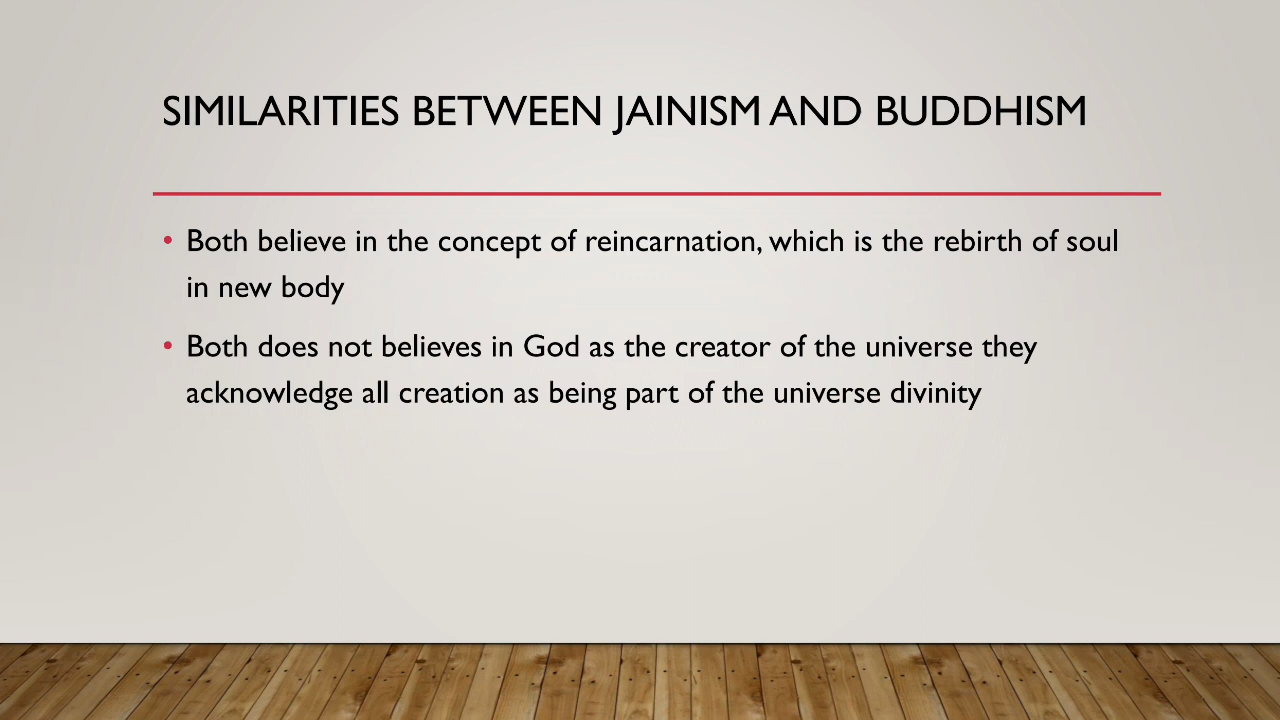 SIMILARITIES BETWEEN JAINISM AND BUDDHISM
• Both believe in the concept of reincarnation, which is the rebirth of soul
in new body
• Both does not believes in God as the creator of the universe they
acknowledge all creation as being part of the universe divinity